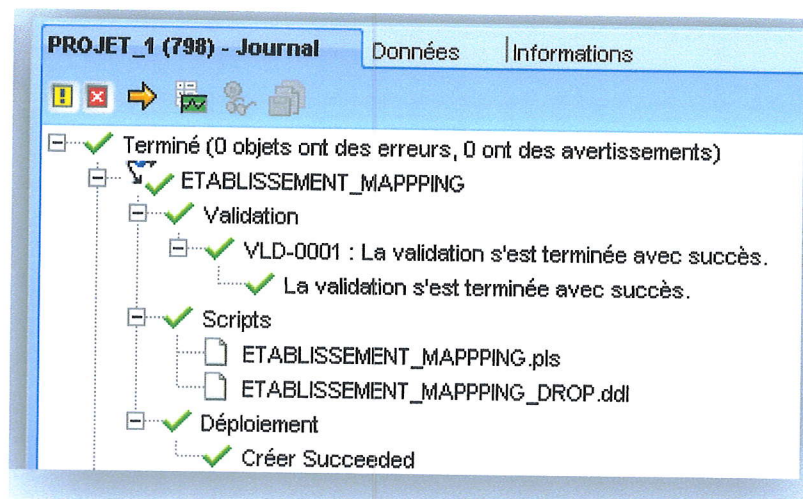 PROJET_1 (798) - Journal Données Informations
Terminé (0 objets ont des erreurs, 0 ont des avertissements)
ETABLISSEMENT_MAPPPING
Validation
VLD-0001 : La validation s'est terminée avec succès.
La validation s'est terminée avec succès.
Scripts
ETABLISSEMENT_MAPPPING.pls
ETABLISSEMENT_MAPPPING_DROP.ddl
Déploiement
Créer Succeeded